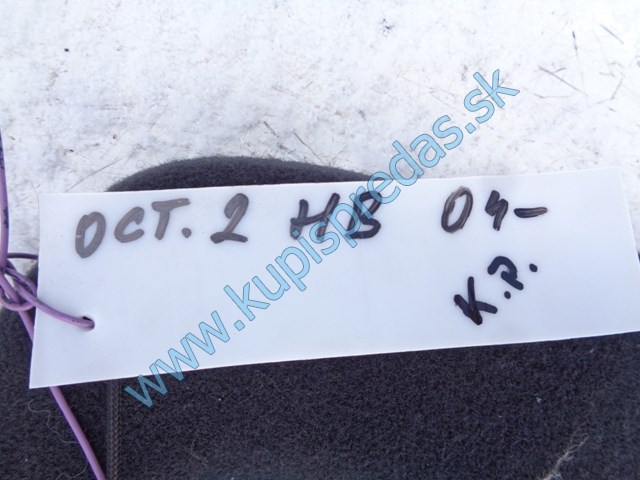 OCT. 2 HB 04-
K.P.
www.kupispredas.sk